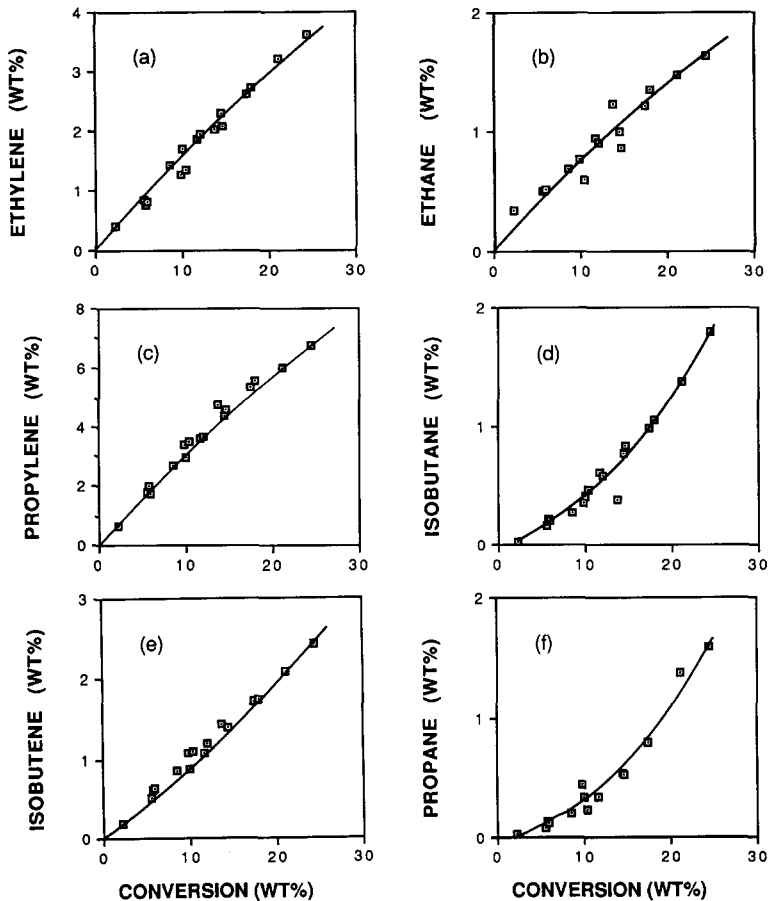 ETHYLENE (WT%)
4
3
2
1
0
(a)
0 10 20 30
ETHANE (WT%)
2
1
0
(b)
0 10 20 30
PROPYLENE (WT%)
8
6
4
2
0
(c)
0 10 20 30
ISOBUTANE (WT%)
2
1
0
(d)
0 10 20 30
ISOBUTENE (WT%)
3
2
1
0
(e)
0 10 20 30
CONVERSION (WT%)
PROPANE (WT%)
2
1
0
(f)
0 10 20 30
CONVERSION (WT%)